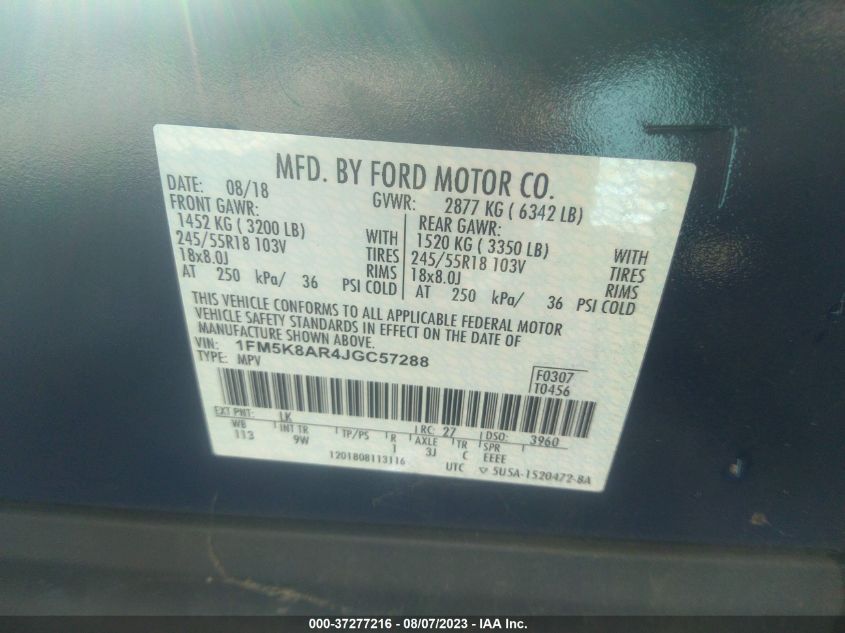 MFD. BY FORD MOTOR CO.
DATE: 08/18
GVWR: 2877 KG ( 6342 LB)
FRONT GAWR:
1452 KG ( 3200 LB)
245/55R18 103V
18x8.0J
WITH
TIRES
RIMS
AT 250 kPa/ 36 PSI COLD
REAR GAWR:
1520 KG ( 3350 LB)
245/55R18 103V
18x8.0J
WITH
TIRES
RIMS
AT 250 kPa/ 36 PSI COLD
THIS VEHICLE CONFORMS TO ALL APPLICABLE FEDERAL MOTOR
VEHICLE SAFETY STANDARDS IN EFFECT ON THE DATE OF
MANUFACTURE SHOWN ABOVE.
VIN: 1FM5K8AR4JGC57288
TYPE: MPV
F0307
T0456
EXT PNT: LK RC: 27 DSO: 3960
WB INT TR TP/PS R AXLE TR SPR
113 9W 1 3J C EEEE
1201808113116 UTC 5U5A-1520472-BA
000-37277216 - 08/07/2023 - IAA Inc.